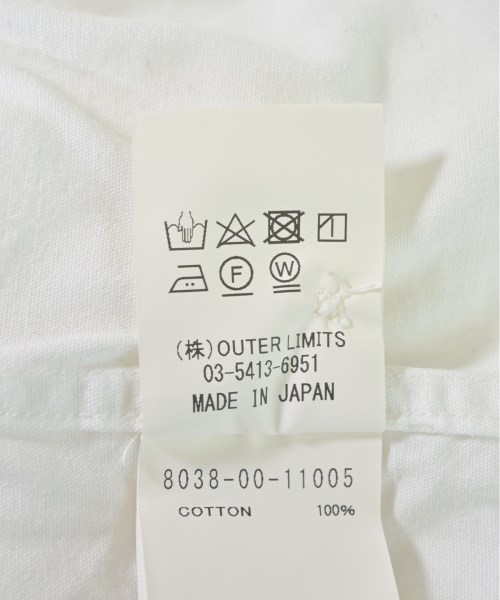 F W
(株) OUTER LIMITS
03-5413-6951
MADE IN JAPAN
8038-00-11005
COTTON 100%